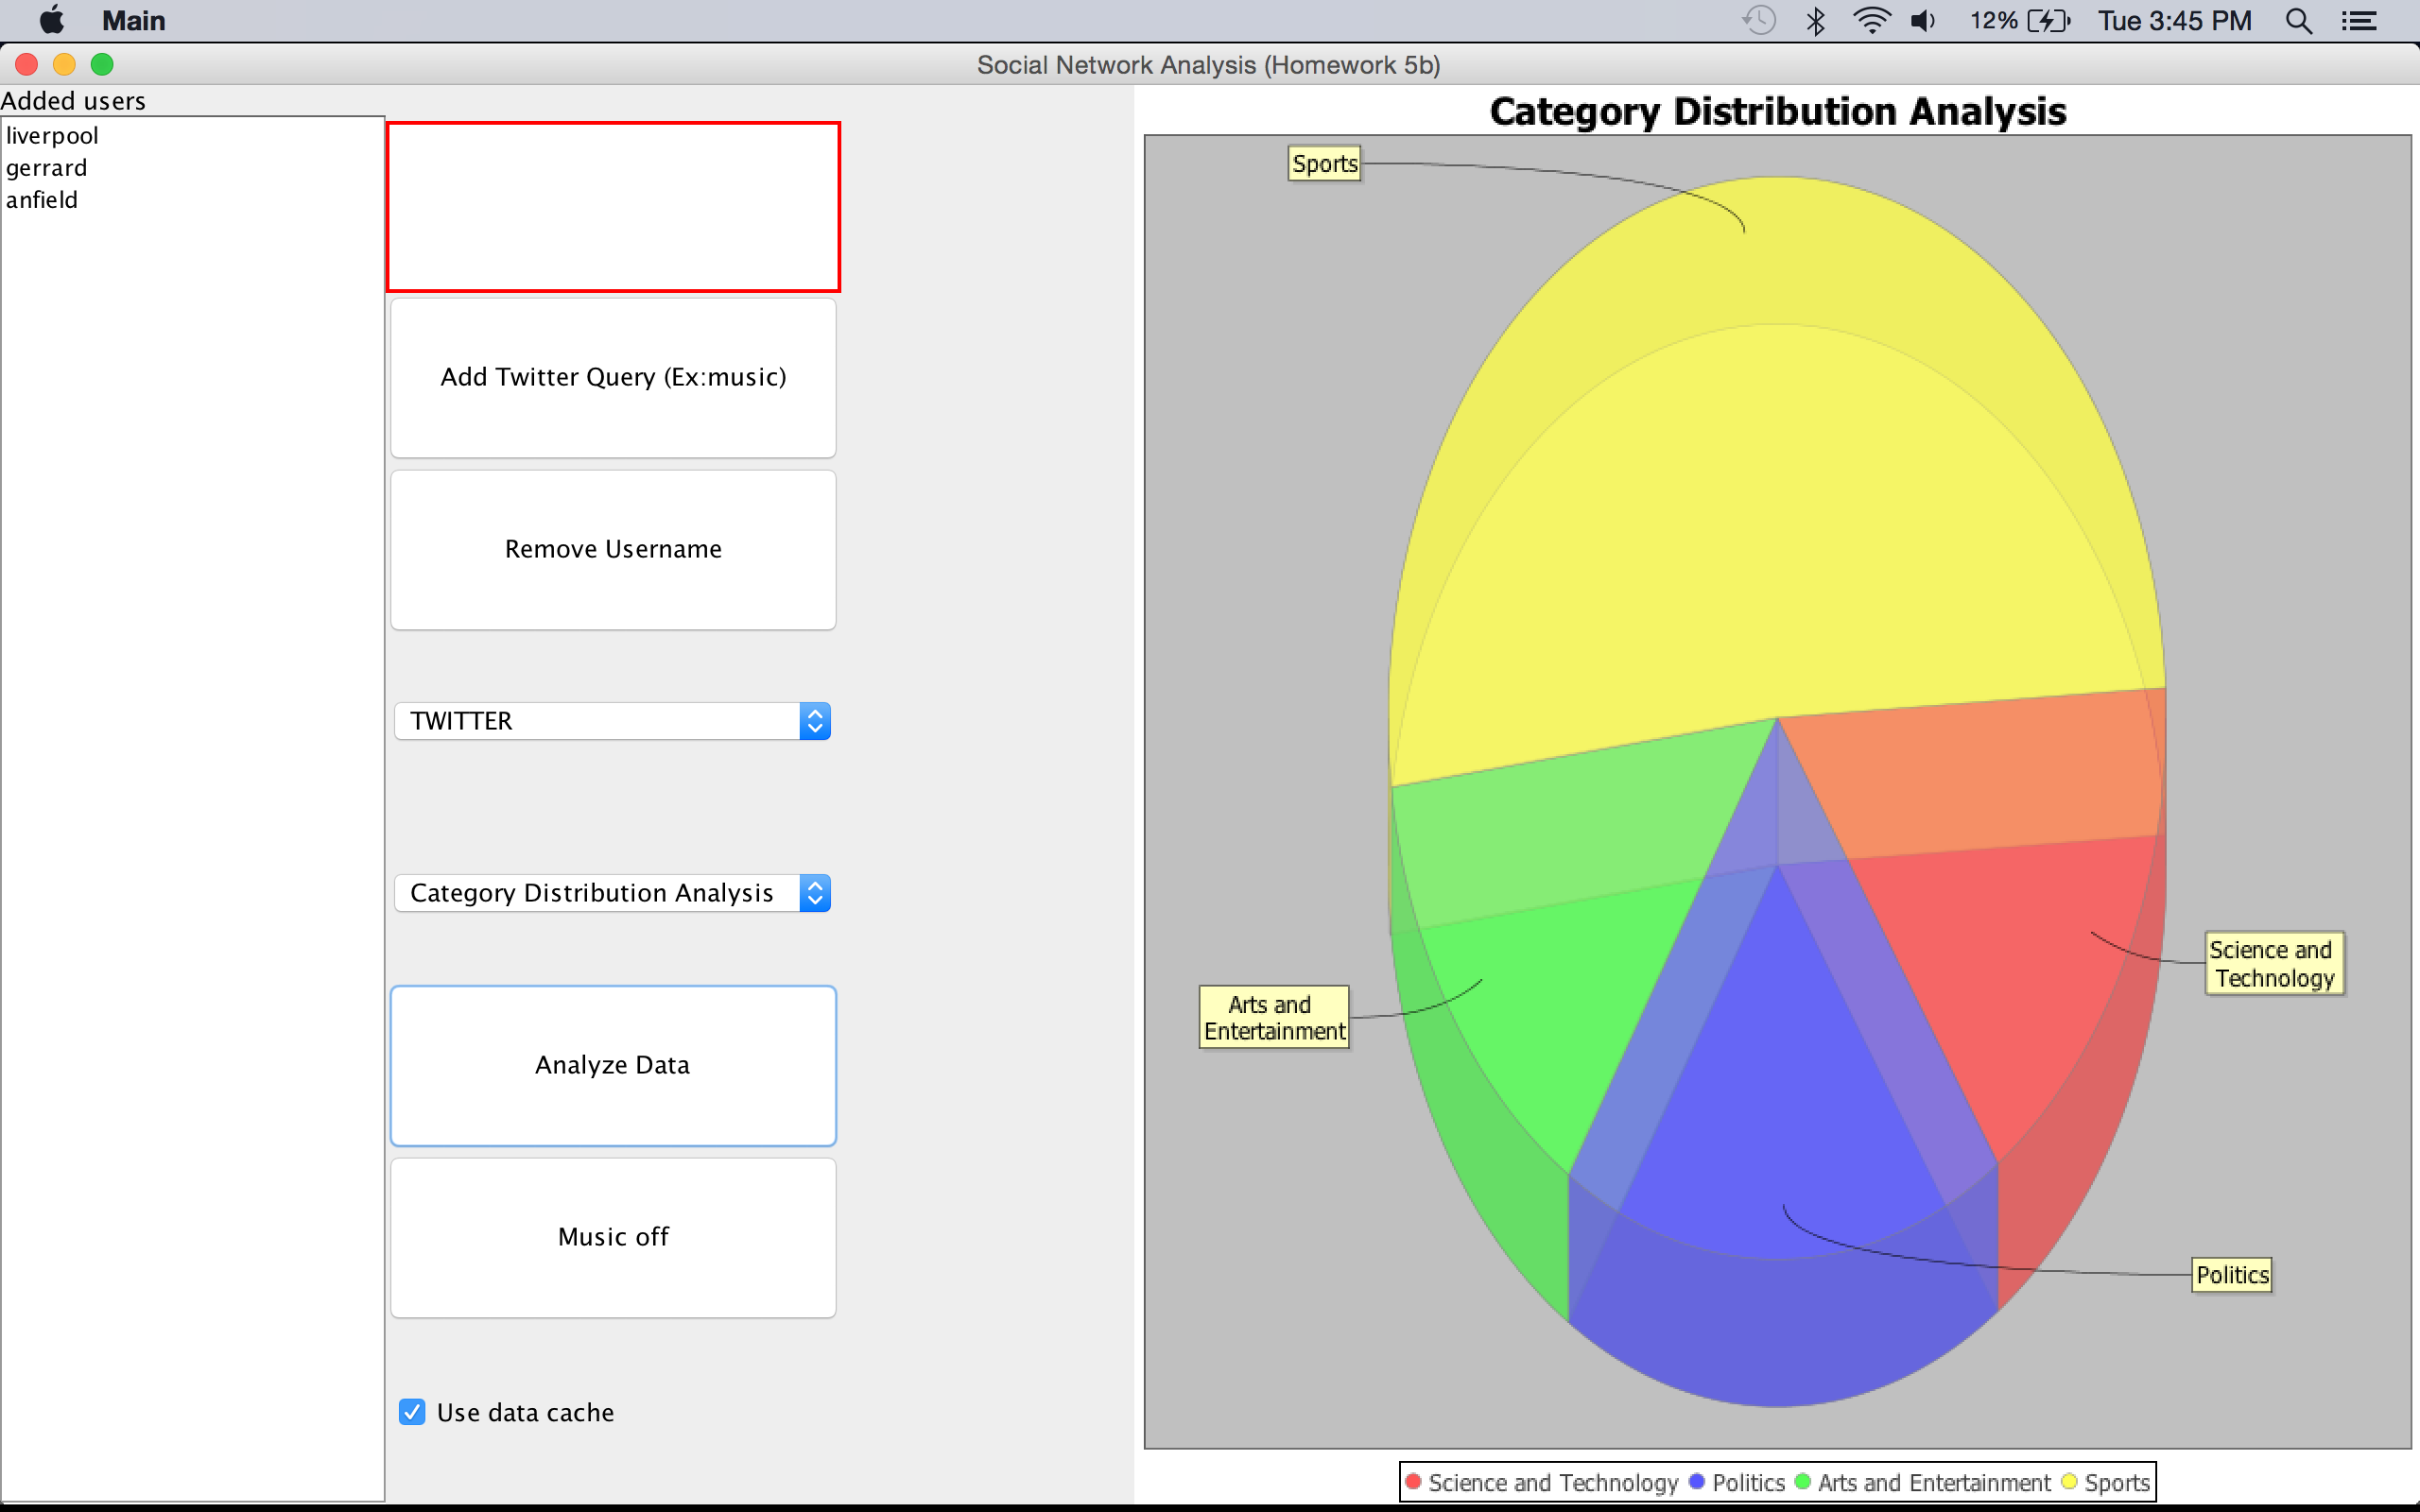 Main
12%
Tue 3:45 PM
Social Network Analysis (Homework 5b)
Added users
liverpool
gerrard
anfield
Add Twitter Query (Ex:music)
Remove Username
TWITTER
Category Distribution Analysis
Analyze Data
Music off
Use data cache
Category Distribution Analysis
Sports
Science and
Technology
Arts and
Entertainment
Politics
Science and Technology Politics Arts and Entertainment Sports